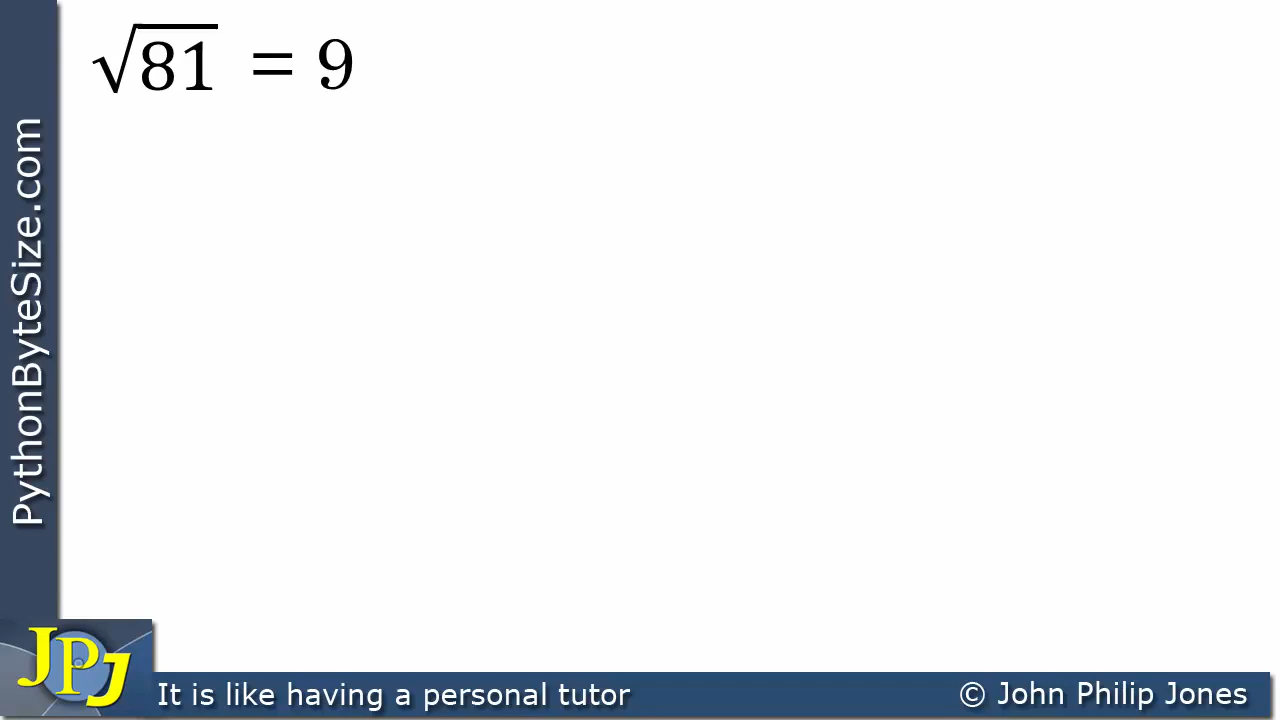 √81 = 9
PythonByteSize.com
JPJ
It is like having a personal tutor
© John Philip Jones